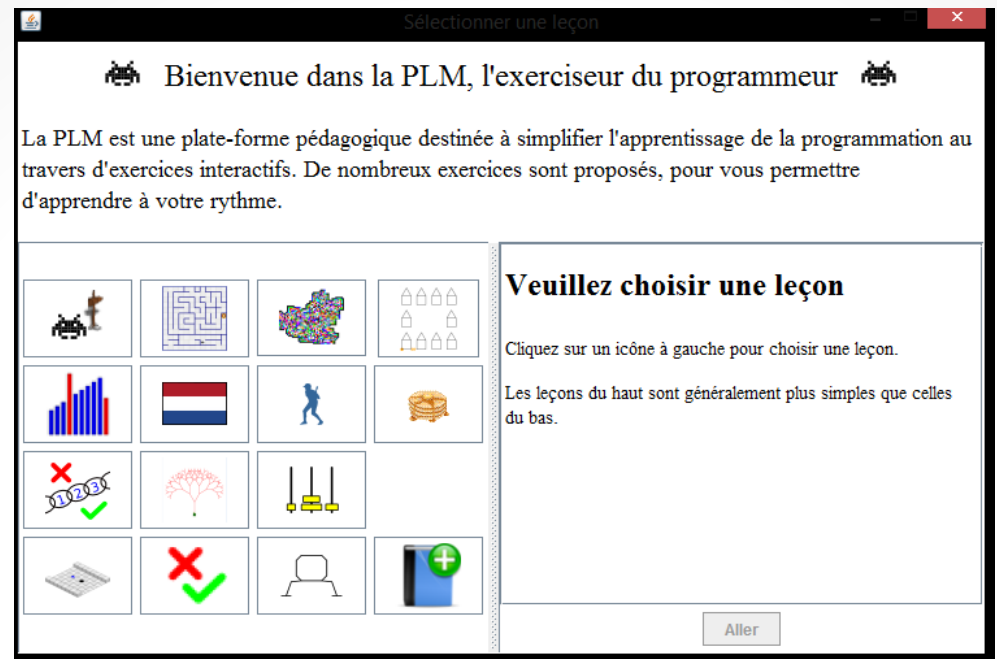 Sélectionner une leçon
Bienvenue dans la PLM, l'exerciseur du programmeur
La PLM est une plate-forme pédagogique destinée à simplifier l'apprentissage de la programmation au
travers d'exercices interactifs. De nombreux exercices sont proposés, pour vous permettre
d'apprendre à votre rythme.
Veuillez choisir une leçon
Cliquez sur un icône à gauche pour choisir une leçon.
Les leçons du haut sont généralement plus simples que celles
du bas.
123
Aller